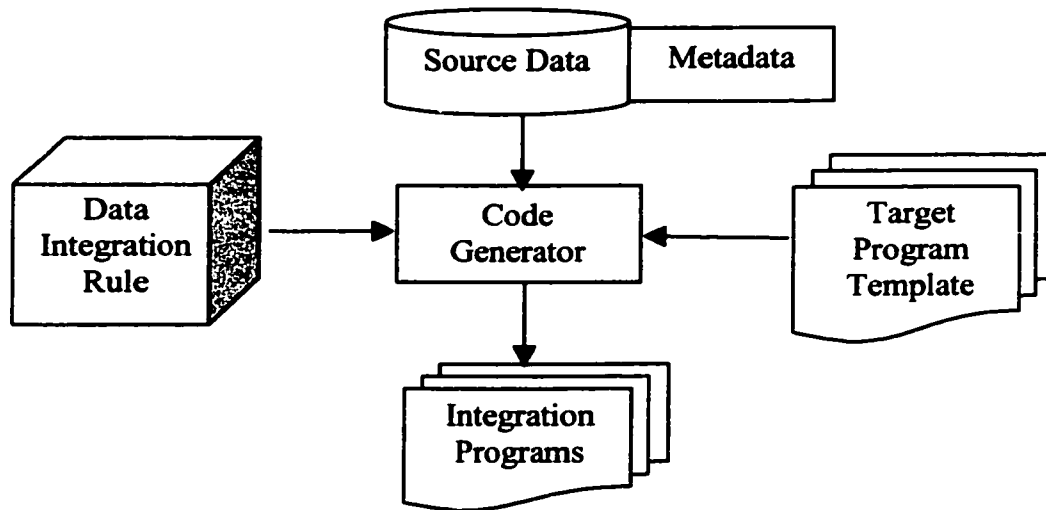 Source Data
Metadata
Data
Integration
Rule
Code
Generator
Target
Program
Template
Integration
Programs